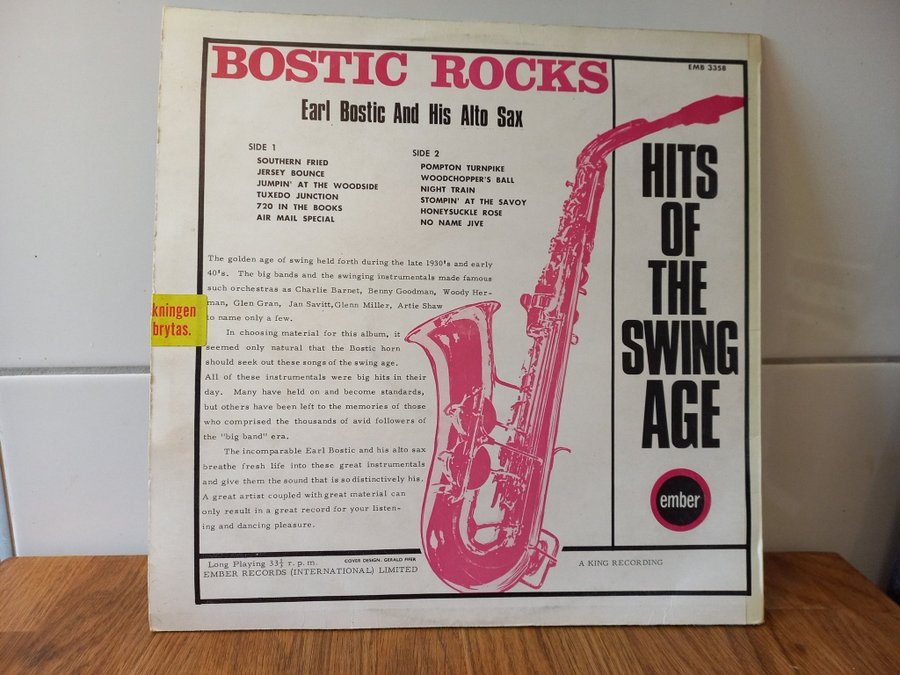 BOSTIC ROCKS
EMB 3358
Earl Bostic And His Alto Sax
SIDE 1
SOUTHERN FRIED
JERSEY BOUNCE
JUMPIN' AT THE WOODSIDE
TUXEDO JUNCTION
720 IN THE BOOKS
AIR MAIL SPECIAL
SIDE 2
POMPTON TURNPIKE
WOODCHOPPER'S BALL
NIGHT TRAIN
STOMPIN' AT THE SAVOY
HONEYSUCKLE ROSE
NO NAME JIVE
The golden age of swing held forth during the late 1930's and early
40's. The big bands and the swinging instrumentals made famous
such orchestras as Charlie Barnet, Benny Goodman, Woody Her-
man, Glen Gran, Jan Savitt, Glenn Miller, Artie Shaw
to name only a few.
In choosing material for this album, it
seemed only natural that the Bostic horn
should seek out these songs of the swing age.
All of these instrumentals were big hits in their
day. Many have held on and become standards,
but others have been left to the memories of those
who comprised the thousands of avid followers of
the "big band" era.
The incomparable Earl Bostic and his alto sax
breathe fresh life into these great instrumentals
and give them the sound that is so distinctively his.
A great artist coupled with great material can
only result in a great record for your listen-
ing and dancing pleasure.
kningen
brytas.
HITS
OF
THE
SWING
AGE
ember
Long Playing 33⅓ r.p.m.
COVER DESIGN. GERALD FIFER
EMBER RECORDS (INTERNATIONAL) LIMITED
A KING RECORDING